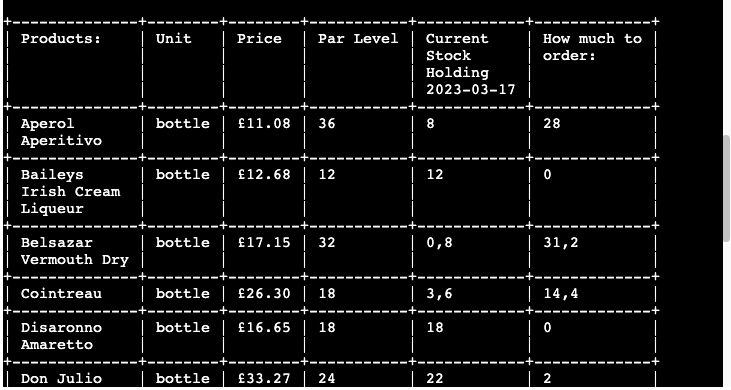 Products: Unit Price Par Level Current Stock Holding 2023-03-17 How much to order:
Aperol Aperitivo bottle £11.08 36 8 28
Baileys Irish Cream Liqueur bottle £12.68 12 12 0
Belsazar Vermouth Dry bottle £17.15 32 0,8 31,2
Cointreau bottle £26.30 18 3,6 14,4
Disaronno Amaretto bottle £16.65 18 18 0
Don Julio bottle £33.27 24 22 2